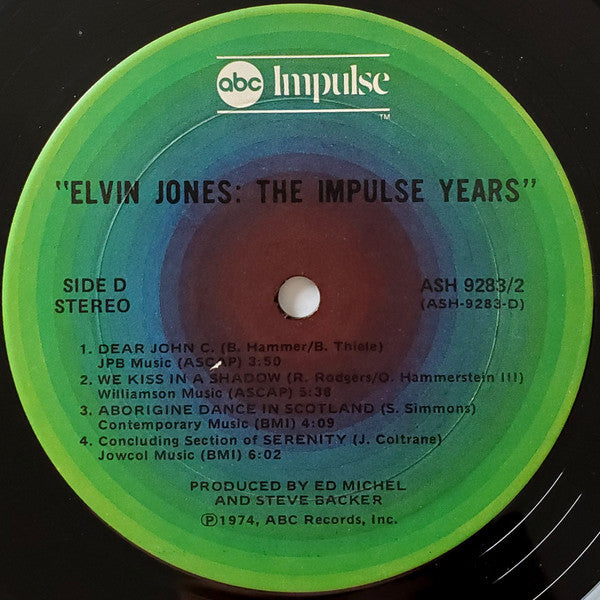 abc Impulse
TM
"ELVIN JONES: THE IMPULSE YEARS"
SIDE D
STEREO
ASH 9283/2
(ASH-9283-D)
1. DEAR JOHN C. (B. Hammer/B. Thiele)
JPB Music (ASCAP) 3:50
2. WE KISS IN A SHADOW (R. Rodgers/O. Hammerstein III)
Williamson Music (ASCAP) 5:38
3. ABORIGINE DANCE IN SCOTLAND (S. Simmons)
Contemporary Music (BMI) 4:09
4. Concluding Section of SERENITY (J. Coltrane)
Jowcol Music (BMI) 6:02
PRODUCED BY ED MICHEL
AND STEVE BACKER
Ⓟ1974, ABC Records, Inc.